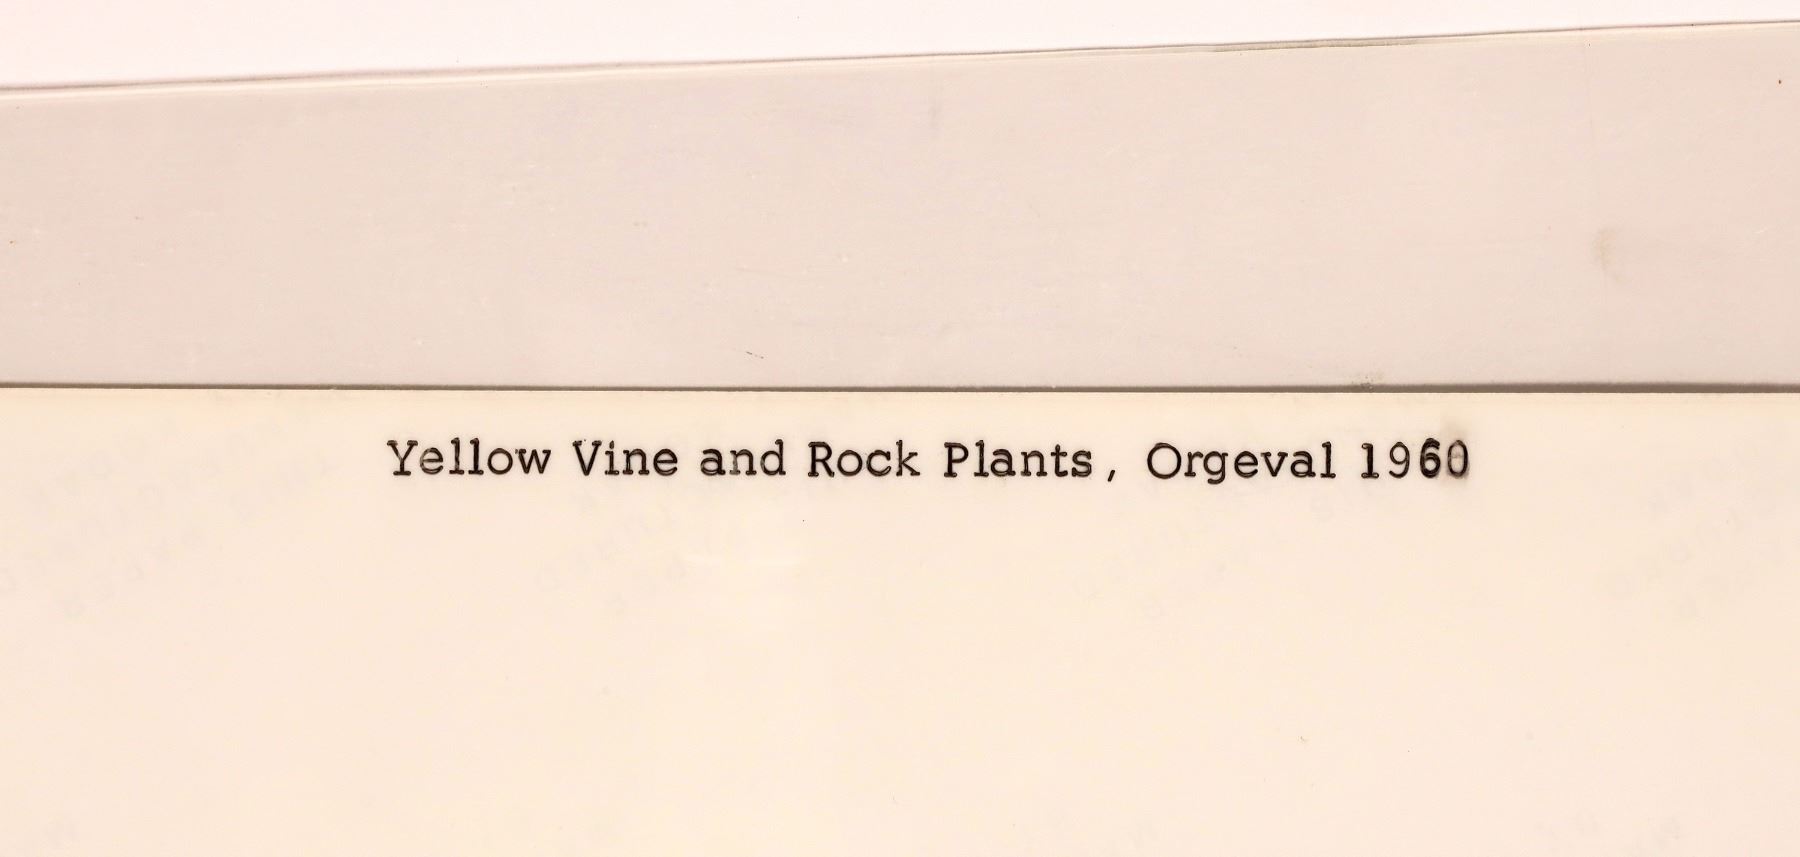 Yellow Vine and Rock Plants, Orgeval 1960